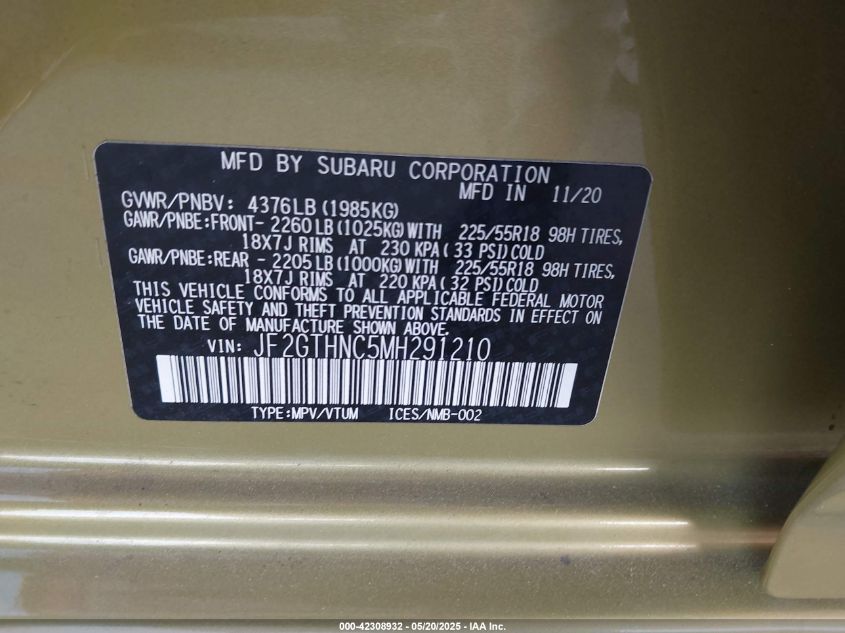 MFD BY SUBARU CORPORATION
MFD IN 11/20
GVWR/PNBV: 4376LB(1985KG)
GAWR/PNBE:FRONT- 2260LB(1025KG)WITH 225/55R18 98H TIRES,
18X7J RIMS AT 230 KPA( 33 PSI)COLD
GAWR/PNBE:REAR - 2205LB(1000KG)WITH 225/55R18 98H TIRES,
18X7J RIMS AT 220 KPA( 32 PSI)COLD
THIS VEHICLE CONFORMS TO ALL APPLICABLE FEDERAL MOTOR
VEHICLE SAFETY AND THEFT PREVENTION STANDARDS IN EFFECT ON
THE DATE OF MANUFACTURE SHOWN ABOVE.
VIN: JF2GTHNC5MH291210
TYPE:MPV/VTUM ICES/NMB-002
000-42308932 - 05/20/2025 - IAA Inc.